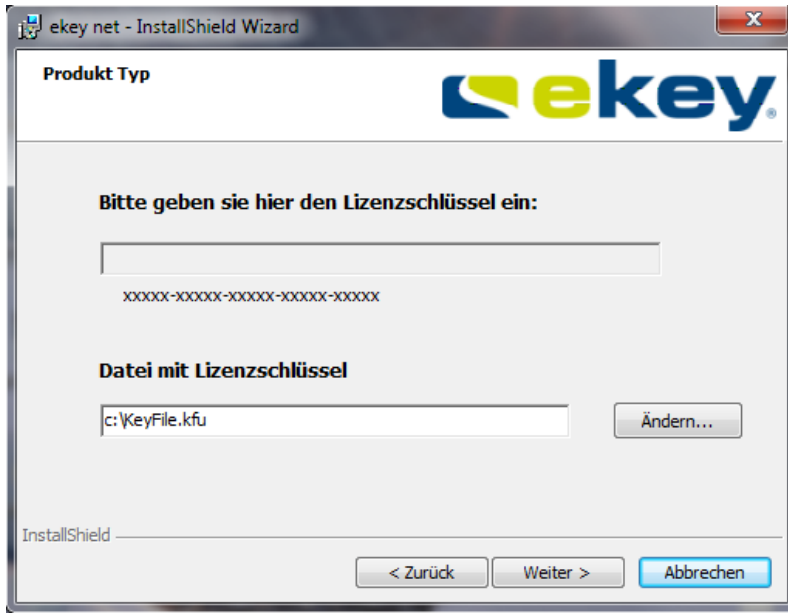 ekey net - InstallShield Wizard
Produkt Typ
ekey®
Bitte geben sie hier den Lizenzschlüssel ein:
xxxxx-xxxxx-xxxxx-xxxxx-xxxxx
Datei mit Lizenzschlüssel
c:\KeyFile.kfu
Ändern...
InstallShield
< Zurück
Weiter >
Abbrechen